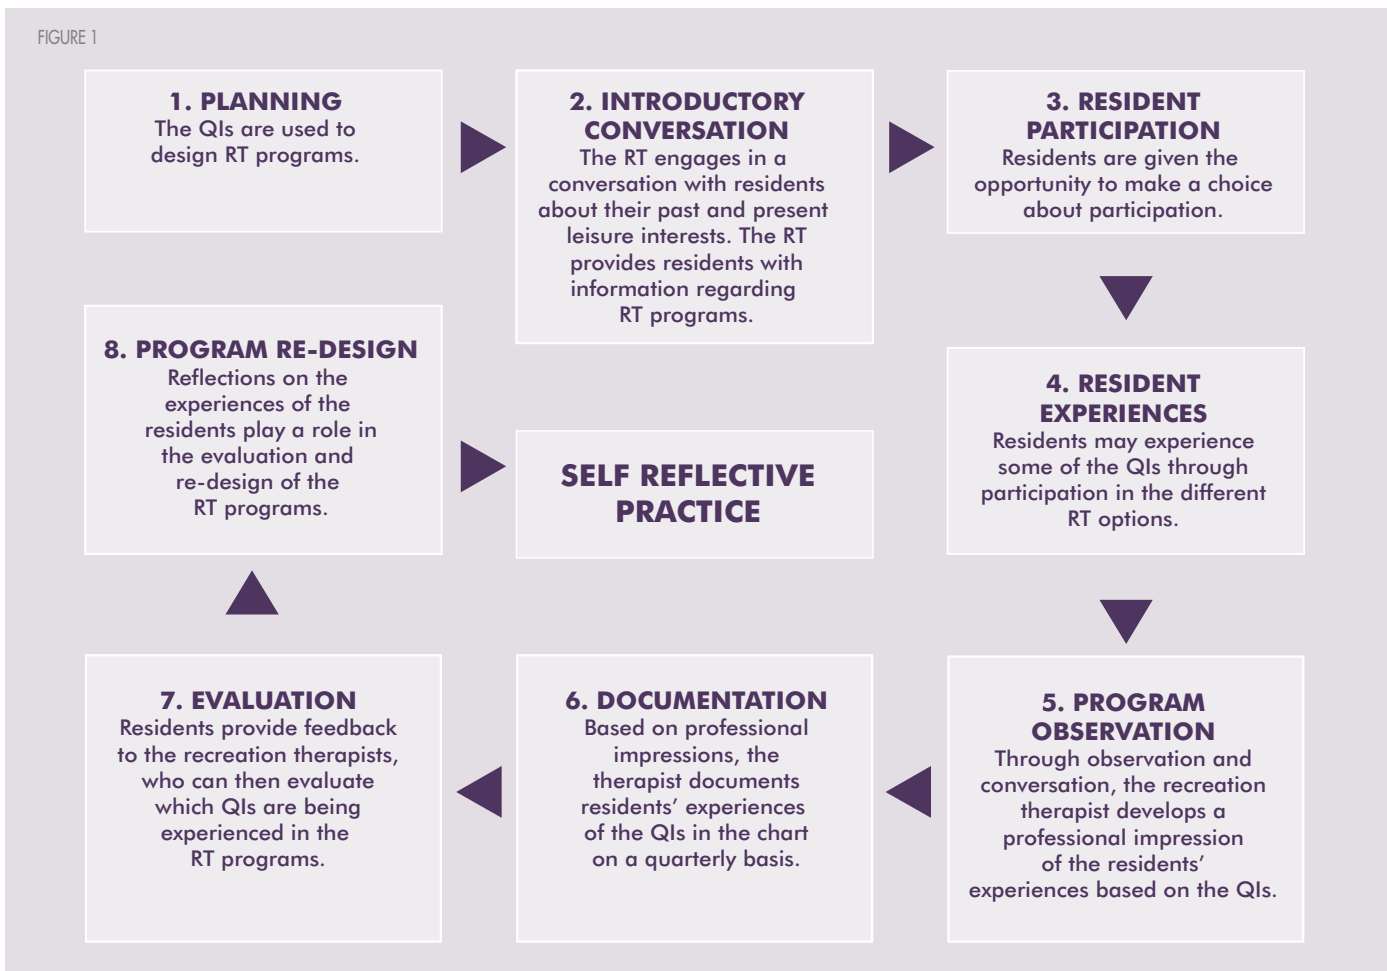 FIGURE 1
1. PLANNING
The QIs are used to
design RT programs.
2. INTRODUCTORY
CONVERSATION
The RT engages in a
conversation with residents
about their past and present
leisure interests. The RT
provides residents with
information regarding
RT programs.
3. RESIDENT
PARTICIPATION
Residents are given the
opportunity to make a choice
about participation.
4. RESIDENT
EXPERIENCES
Residents may experience
some of the QIs through
participation in the different
RT options.
5. PROGRAM
OBSERVATION
Through observation and
conversation, the recreation
therapist develops a
professional impression
of the residents’
experiences based on the QIs.
6. DOCUMENTATION
Based on professional
impressions, the
therapist documents
residents’ experiences
of the QIs in the chart
on a quarterly basis.
7. EVALUATION
Residents provide feedback
to the recreation therapists,
who can then evaluate
which QIs are being
experienced in the
RT programs.
8. PROGRAM RE-DESIGN
Reflections on the
experiences of the
residents play a role in
the evaluation and
re-design of the
RT programs.
SELF REFLECTIVE
PRACTICE